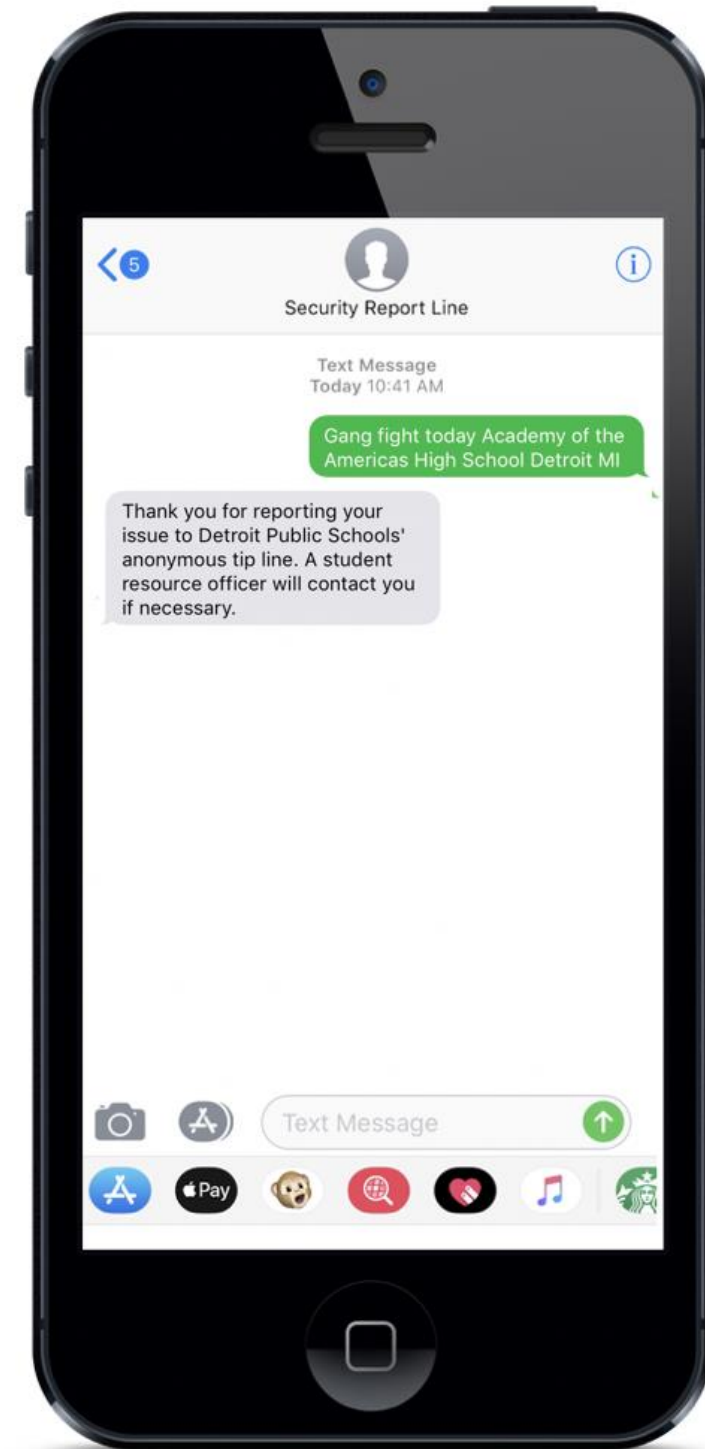 5
Security Report Line
Text Message
Today 10:41 AM
Gang fight today Academy of the
Americas High School Detroit MI
Thank you for reporting your
issue to Detroit Public Schools'
anonymous tip line. A student
resource officer will contact you
if necessary.
Text Message
Pay